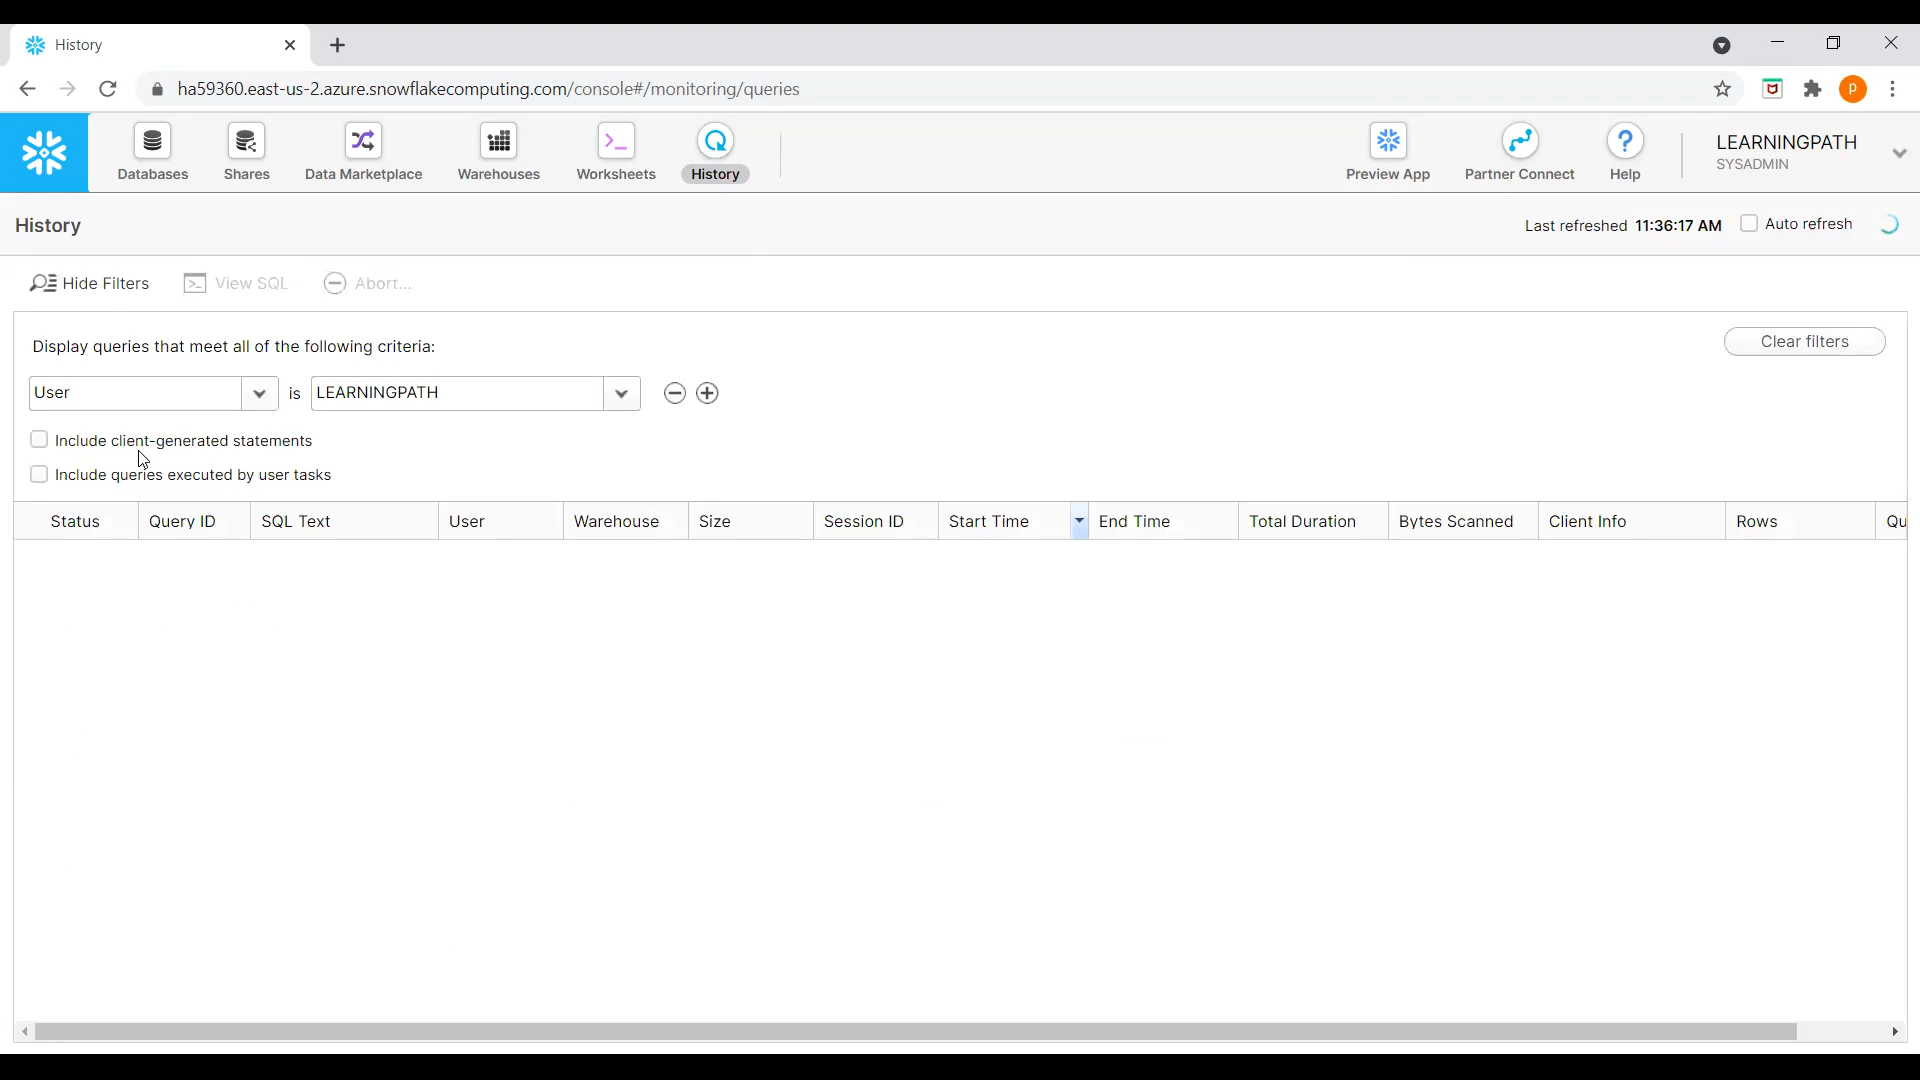 History
ha59360.east-us-2.azure.snowflakecomputing.com/console#/monitoring/queries
P
Databases Shares Data Marketplace Warehouses Worksheets History Preview App Partner Connect Help LEARNINGPATH
SYSADMIN
History Last refreshed 11:36:17 AM Auto refresh
Hide Filters View SQL Abort...
Display queries that meet all of the following criteria: Clear filters
User is LEARNINGPATH
Include client-generated statements
Include queries executed by user tasks
Status Query ID SQL Text User Warehouse Size Session ID Start Time End Time Total Duration Bytes Scanned Client Info Rows Qu